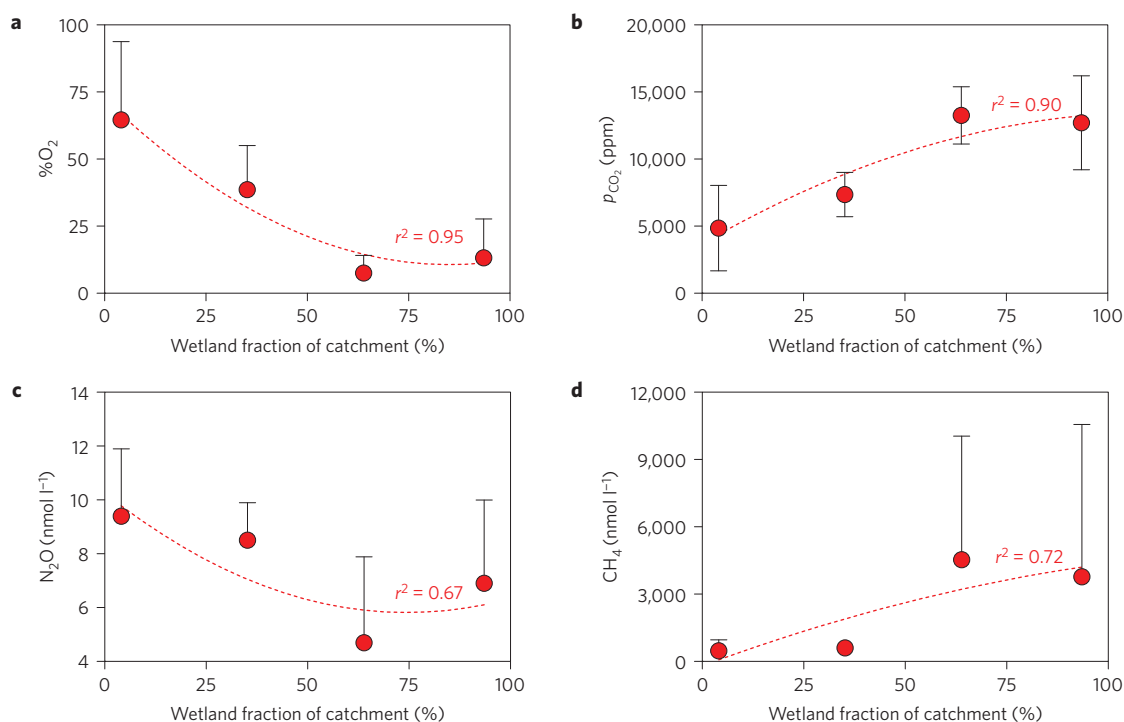 a
100
75
50
25
0
%O₂
r² = 0.95
0 25 50 75 100
Wetland fraction of catchment (%)
b
20,000
15,000
10,000
5,000
0
pCO₂ (ppm)
r² = 0.90
0 25 50 75 100
Wetland fraction of catchment (%)
c
14
12
10
8
6
4
N₂O (nmol l⁻¹)
r² = 0.67
0 25 50 75 100
Wetland fraction of catchment (%)
d
12,000
9,000
6,000
3,000
0
CH₄ (nmol l⁻¹)
r² = 0.72
0 25 50 75 100
Wetland fraction of catchment (%)